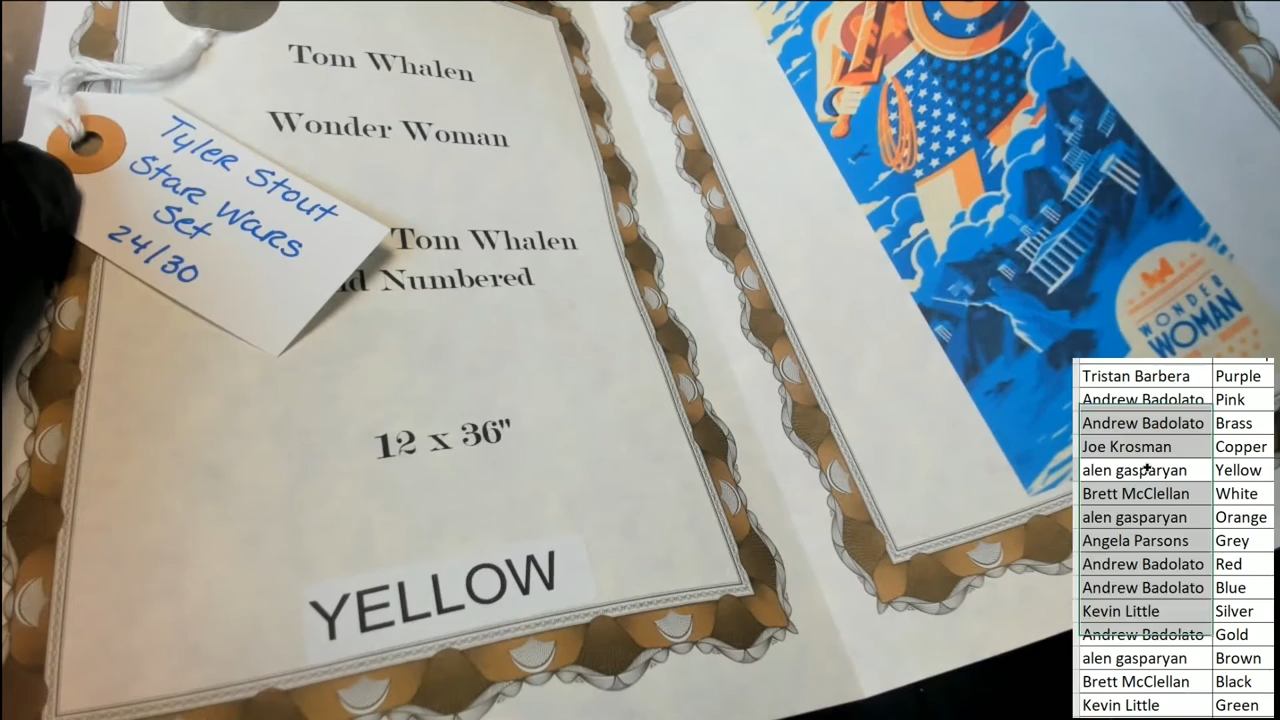 Tom Whalen
Wonder Woman
Tyler Stout
Star Wars
Set
24/30
Tom Whalen
Numbered
12 x 36"
YELLOW
WONDER
WOMAN
Tristan Barbera Purple
Andrew Badolato Pink
Andrew Badolato Brass
Joe Krosman Copper
alen gasparyan Yellow
Brett McClellan White
alen gasparyan Orange
Angela Parsons Grey
Andrew Badolato Red
Andrew Badolato Blue
Kevin Little Silver
Andrew Badolato Gold
alen gasparyan Brown
Brett McClellan Black
Kevin Little Green